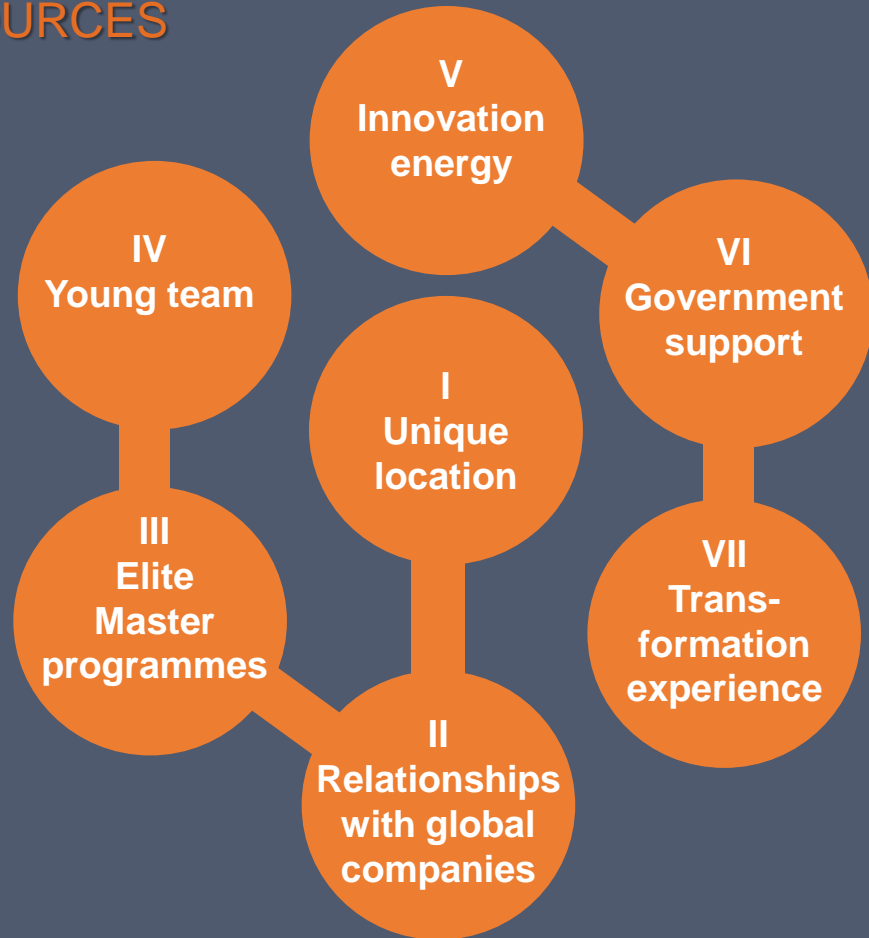 URCES
V
Innovation
energy
IV
Young team
VI
Government
support
I
Unique
location
III
Elite
Master
programmes
VII
Trans-
formation
experience
II
Relationships
with global
companies